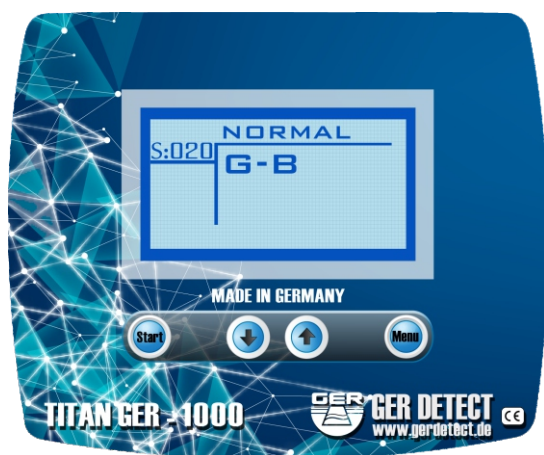 NORMAL
S:020
G-B
MADE IN GERMANY
Start
Menu
TITAN GER - 1000
GER
GER DETECT
www.gerdetect.de
CE